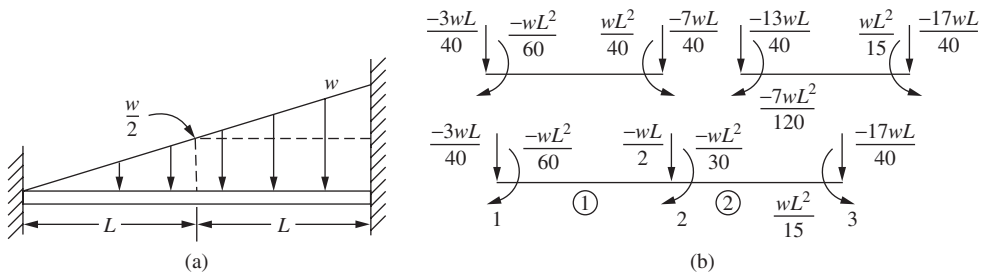 w
w/2
L
L
(a)
-3wL/40
-wL²/60
wL²/40
-7wL/40
-13wL/40
-7wL²/120
wL²/15
-17wL/40
-3wL/40
-wL²/60
-wL/2
-wL²/30
-17wL/40
1
①
2
②
wL²/15
3
(b)